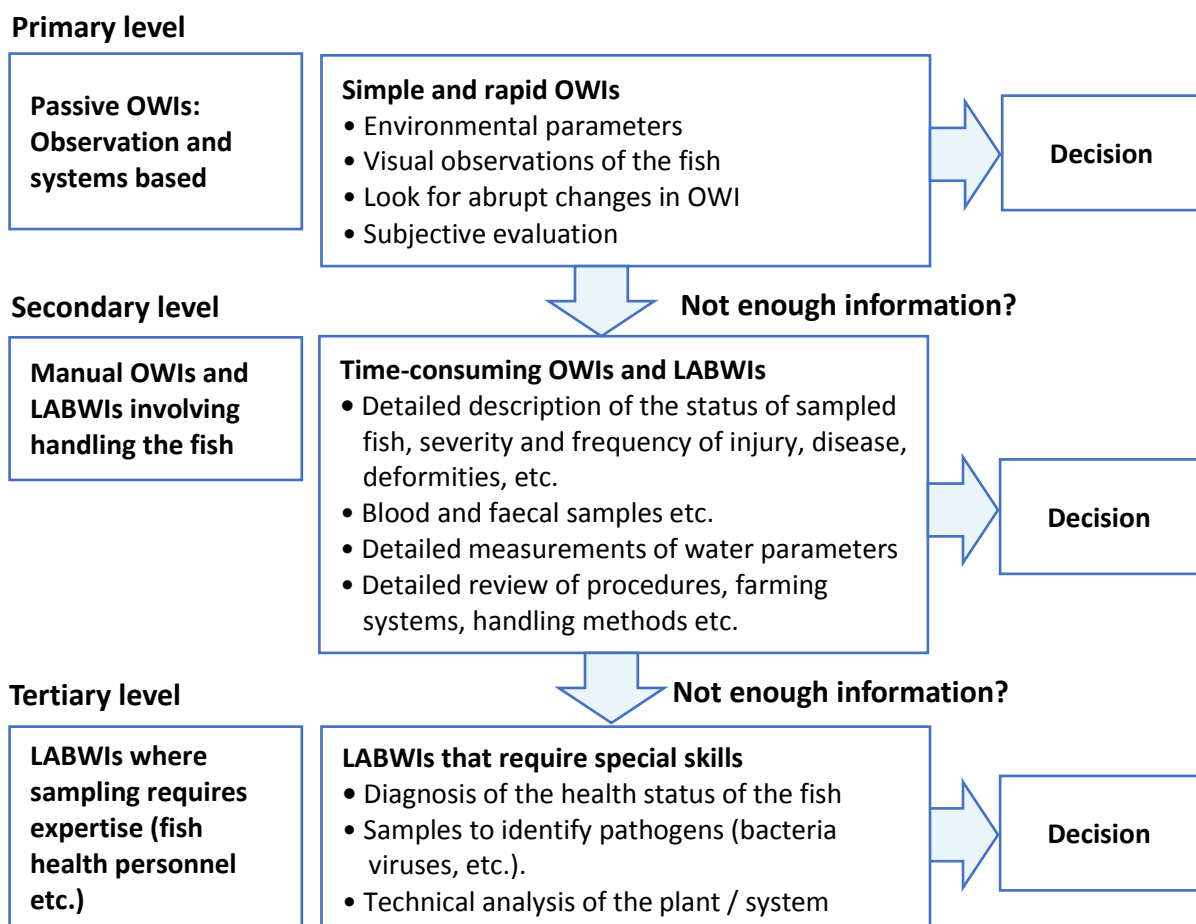 Primary level
Passive OWIs:
Observation and
systems based
Simple and rapid OWIs
• Environmental parameters
• Visual observations of the fish
• Look for abrupt changes in OWI
• Subjective evaluation
Decision
Not enough information?
Secondary level
Manual OWIs and
LABWIs involving
handling the fish
Time-consuming OWIs and LABWIs
• Detailed description of the status of sampled
fish, severity and frequency of injury, disease,
deformities, etc.
• Blood and faecal samples etc.
• Detailed measurements of water parameters
• Detailed review of procedures, farming
systems, handling methods etc.
Decision
Not enough information?
Tertiary level
LABWIs where
sampling requires
expertise (fish
health personnel
etc.)
LABWIs that require special skills
• Diagnosis of the health status of the fish
• Samples to identify pathogens (bacteria
viruses, etc.).
• Technical analysis of the plant / system
Decision